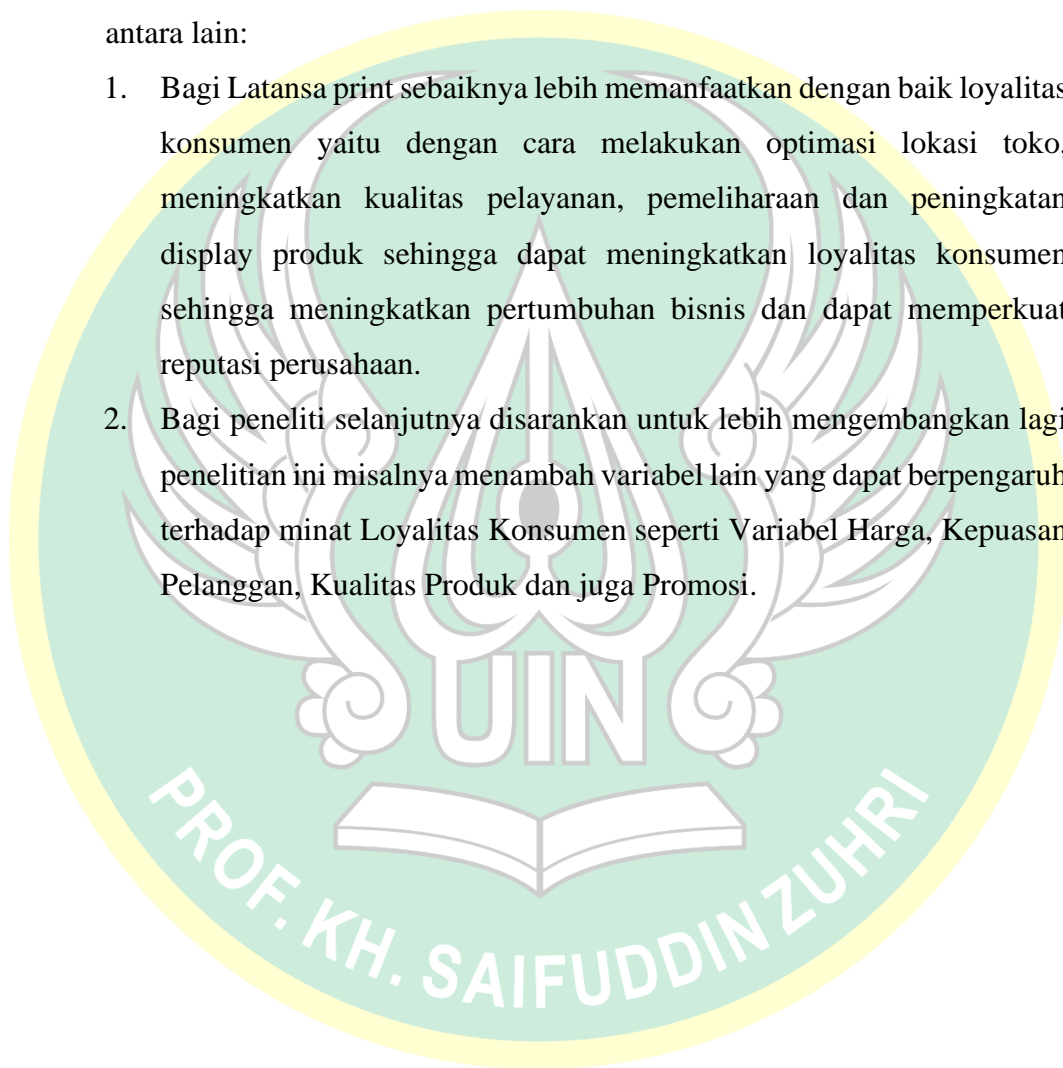 antara lain:
1. Bagi Latansa print sebaiknya lebih memanfaatkan dengan baik loyalitas
konsumen yaitu dengan cara melakukan optimasi lokasi toko,
meningkatkan kualitas pelayanan, pemeliharaan dan peningkatan
display produk sehingga dapat meningkatkan loyalitas konsumen
sehingga meningkatkan pertumbuhan bisnis dan dapat memperkuat
reputasi perusahaan.
2. Bagi peneliti selanjutnya disarankan untuk lebih mengembangkan lagi
penelitian ini misalnya menambah variabel lain yang dapat berpengaruh
terhadap minat Loyalitas Konsumen seperti Variabel Harga, Kepuasan
Pelanggan, Kualitas Produk dan juga Promosi.
UIN
PROF. KH. SAIFUDDIN ZUHRI